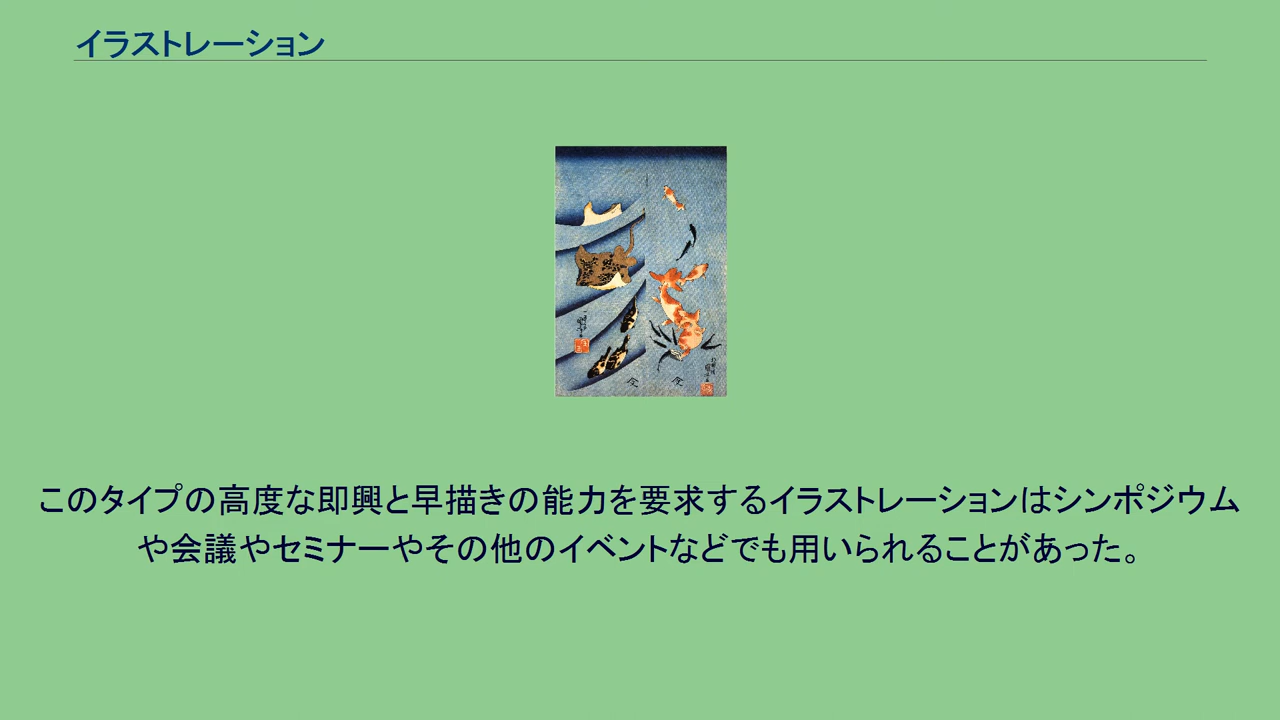 イラストレーション
このタイプの高度な即興と早描きの能力を要求するイラストレーションはシンポジウム
や会議やセミナーやその他のイベントなどでも用いられることがあった。